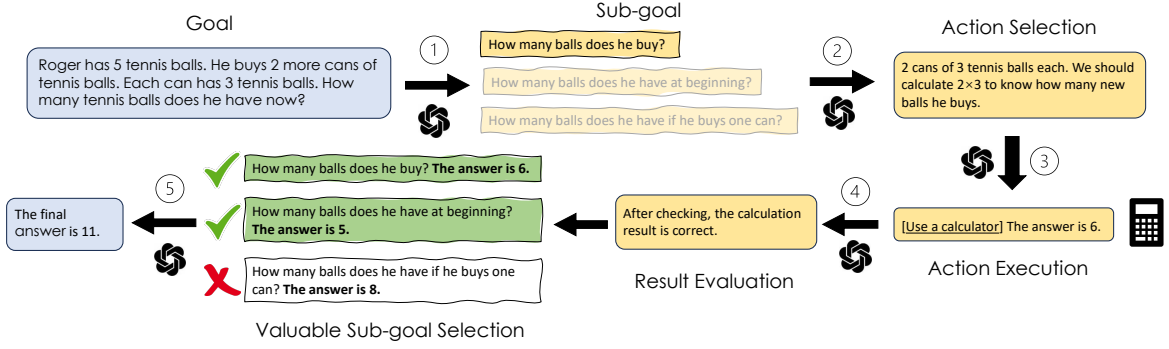 Goal
Roger has 5 tennis balls. He buys 2 more cans of
tennis balls. Each can has 3 tennis balls. How
many tennis balls does he have now?
1
Sub-goal
How many balls does he buy?
How many balls does he have at beginning?
How many balls does he have if he buys one can?
2
Action Selection
2 cans of 3 tennis balls each. We should
calculate 2×3 to know how many new
balls he buys.
3
[Use a calculator] The answer is 6.
Action Execution
4
After checking, the calculation
result is correct.
Result Evaluation
How many balls does he buy? The answer is 6.
How many balls does he have at beginning?
The answer is 5.
How many balls does he have if he buys one
can? The answer is 8.
Valuable Sub-goal Selection
5
The final
answer is 11.